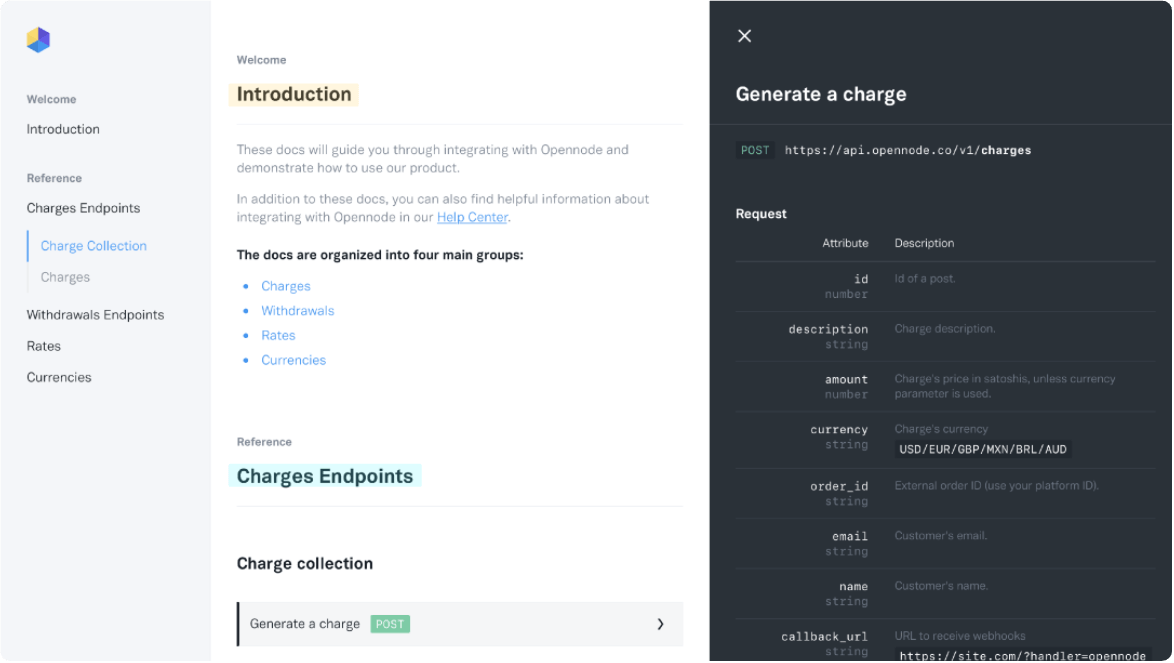 Welcome
Introduction
Reference
Charges Endpoints
Charge Collection
Charges
Withdrawals Endpoints
Rates
Currencies
Welcome
Introduction
These docs will guide you through integrating with Opennode and
demonstrate how to use our product.
In addition to these docs, you can also find helpful information about
integrating with Opennode in our Help Center.
The docs are organized into four main groups:
Charges
Withdrawals
Rates
Currencies
Reference
Charges Endpoints
Charge collection
Generate a charge POST
Generate a charge
POST https://api.opennode.co/v1/charges
Request
Attribute Description
id Id of a post.
number
description Charge description.
string
amount Charge's price in satoshis, unless currency
number parameter is used.
currency Charge's currency
string USD/EUR/GBP/MXN/BRL/AUD
order_id External order ID (use your platform ID).
string
email Customer's email.
string
name Customer's name.
string
callback_url URL to receive webhooks
string https://site.com/?handler=opennode